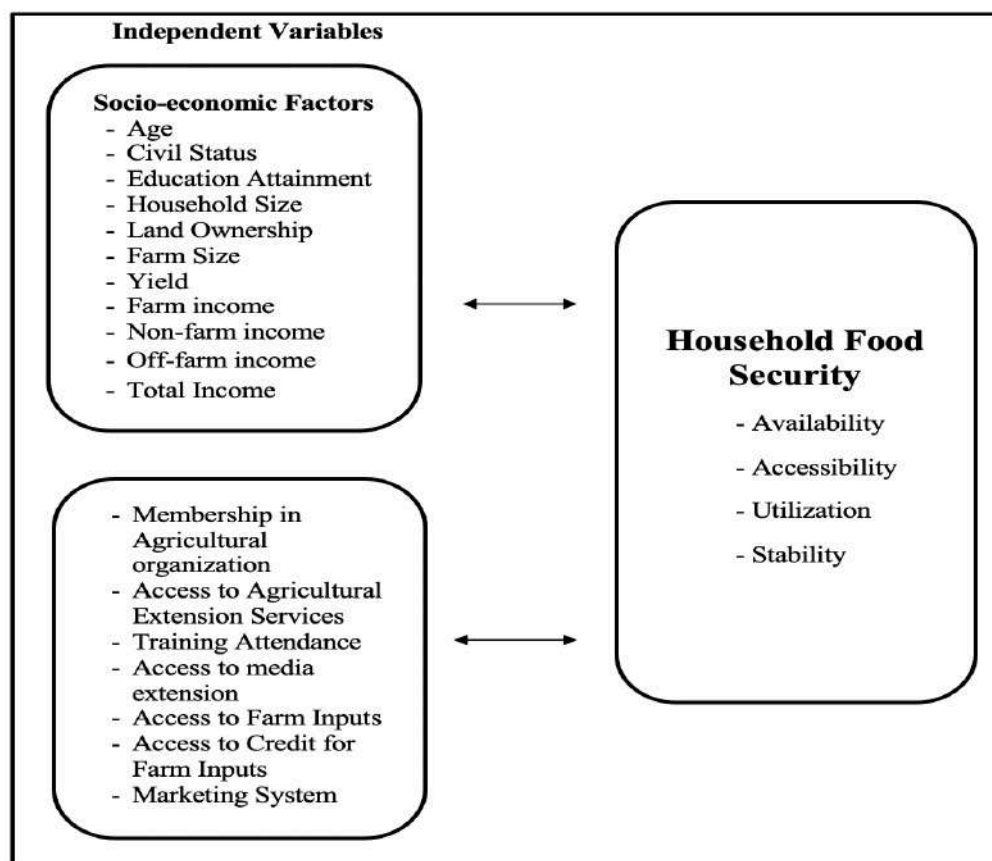 Independent Variables
Socio-economic Factors
- Age
- Civil Status
- Education Attainment
- Household Size
- Land Ownership
- Farm Size
- Yield
- Farm income
- Non-farm income
- Off-farm income
- Total Income
- Membership in
Agricultural
organization
- Access to Agricultural
Extension Services
- Training Attendance
- Access to media
extension
- Access to Farm Inputs
- Access to Credit for
Farm Inputs
- Marketing System
Household Food
Security
- Availability
- Accessibility
- Utilization
- Stability